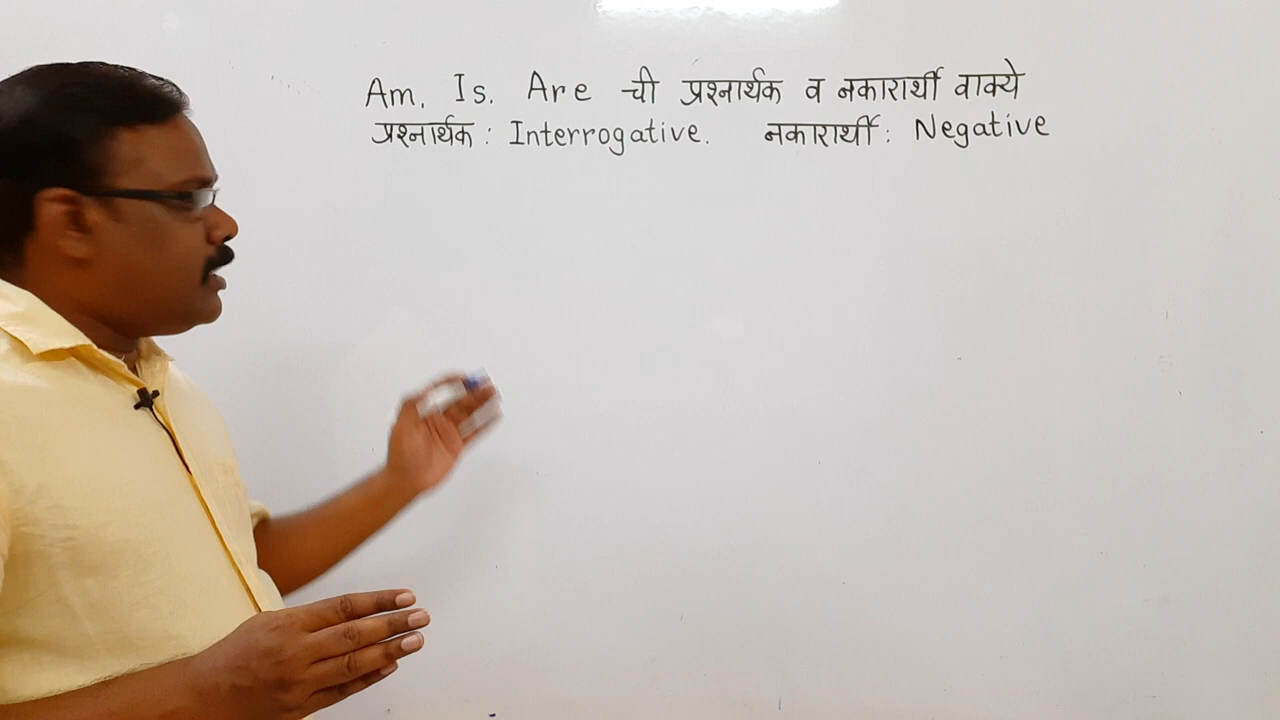 Am. Is. Are ची प्रश्नार्थक व नकारार्थी वाक्ये
प्रश्नार्थक : Interrogative. नकारार्थी : Negative